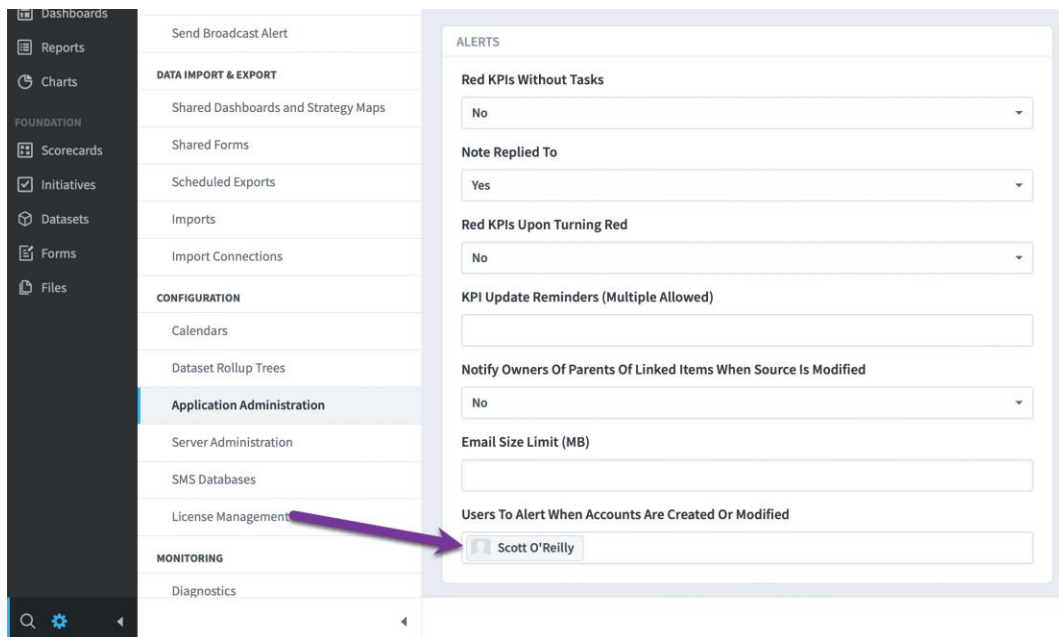 Dashboards
Reports
Charts
FOUNDATION
Scorecards
Initiatives
Datasets
Forms
Files
Send Broadcast Alert
DATA IMPORT & EXPORT
Shared Dashboards and Strategy Maps
Shared Forms
Scheduled Exports
Imports
Import Connections
CONFIGURATION
Calendars
Dataset Rollup Trees
Application Administration
Server Administration
SMS Databases
License Management
MONITORING
Diagnostics
ALERTS
Red KPIs Without Tasks
No
Note Replied To
Yes
Red KPIs Upon Turning Red
No
KPI Update Reminders (Multiple Allowed)
Notify Owners Of Parents Of Linked Items When Source Is Modified
No
Email Size Limit (MB)
Users To Alert When Accounts Are Created Or Modified
Scott O'Reilly